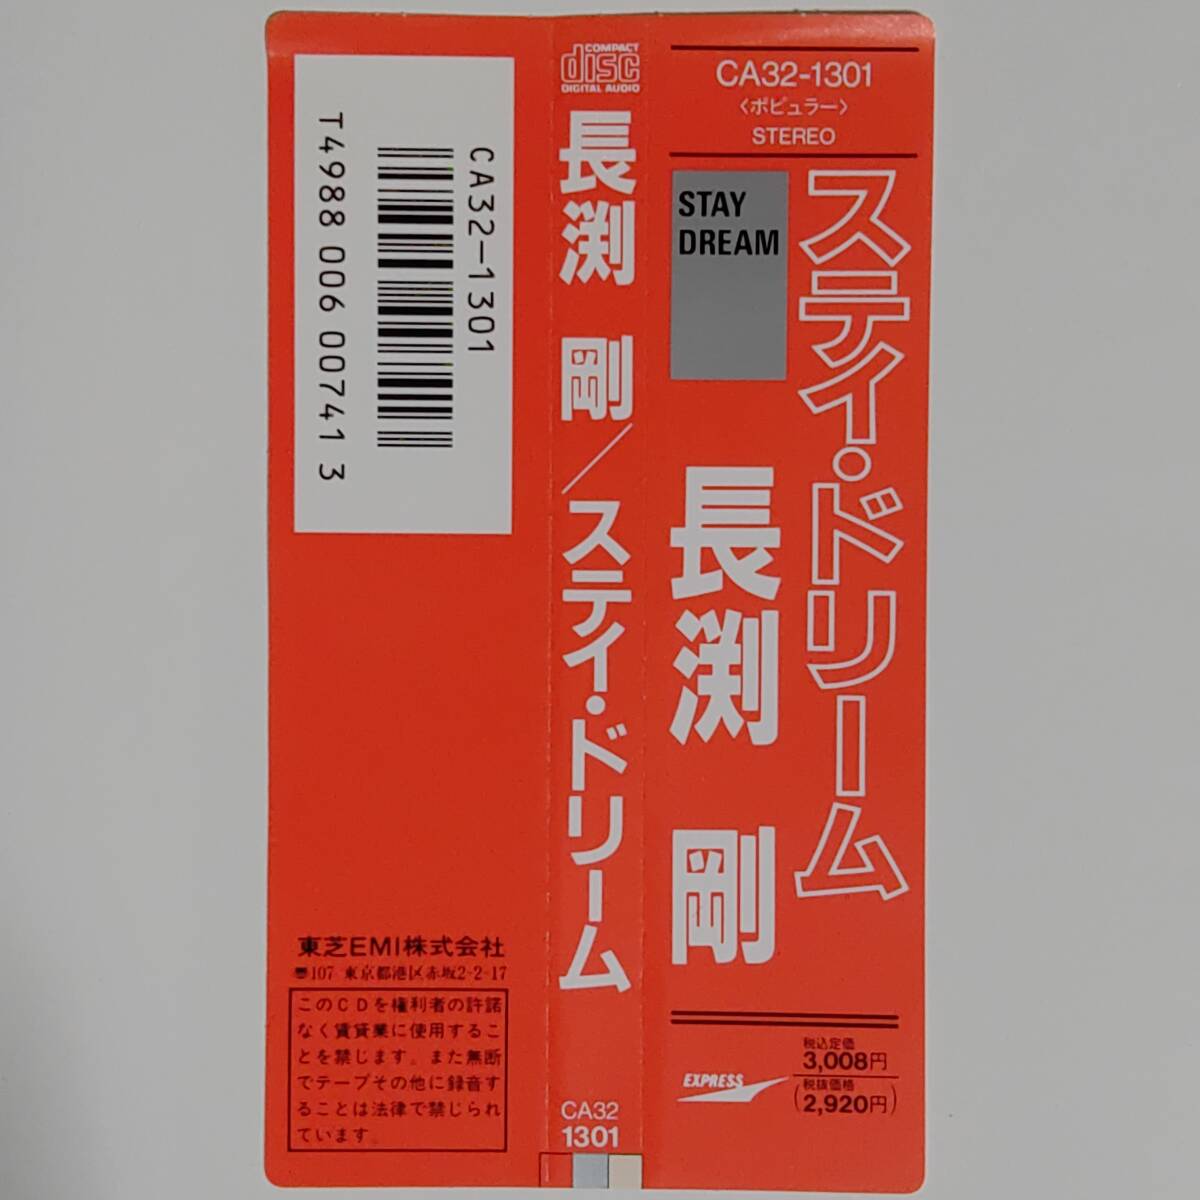 CA32-1301
T4988 006 00741 3
東芝EMI株式会社
〠107 東京都港区赤坂2-2-17
このCDを権利者の許諾
なく賃貸業に使用するこ
とを禁じます。また無断
でテープその他に録音す
ることは法律で禁じられ
ています。
COMPACT
disc
DIGITAL AUDIO
長渕 剛/スティ・ドリーム
CA32
1301
CA32-1301
〈ポピュラー〉
STEREO
STAY
DREAM
スティ・ドリーム
長渕 剛
EXPRESS
税込定価
3,008円
(税抜価格
2,920円)